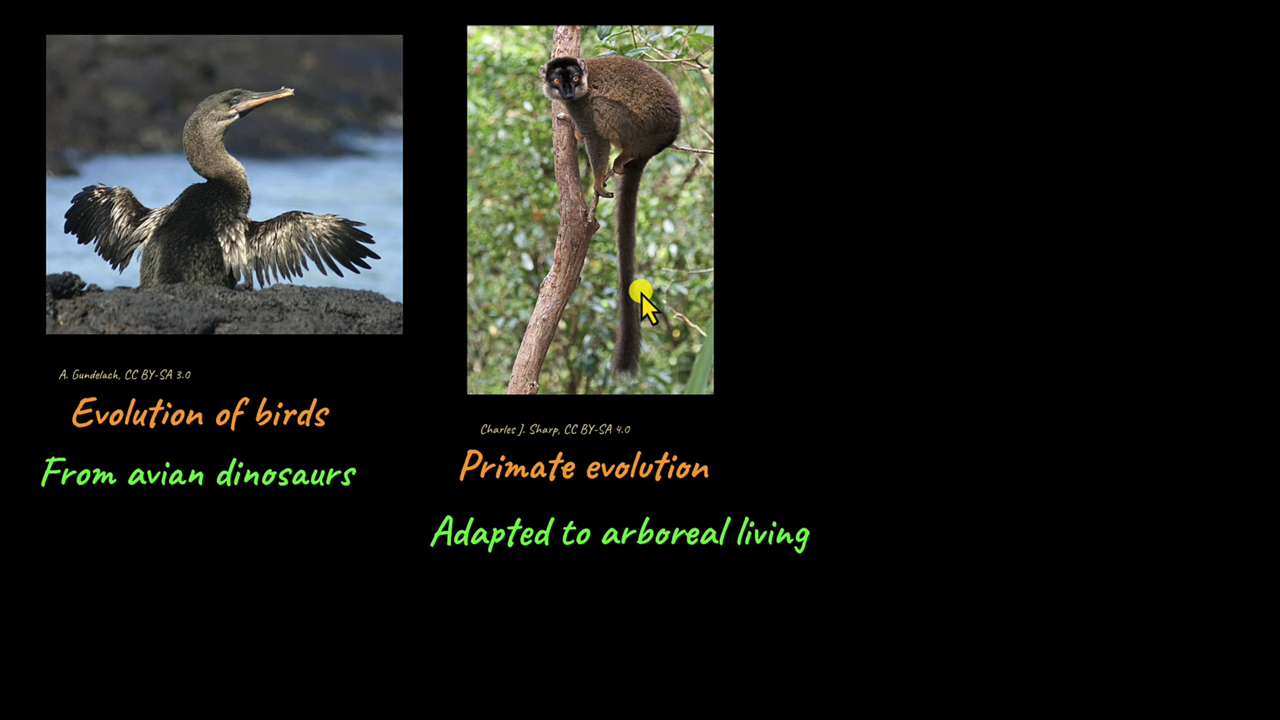 A. Gundelach, CC BY-SA 3.0
Evolution of birds
From avian dinosaurs
Charles J. Sharp, CC BY-SA 4.0
Primate evolution
Adapted to arboreal living